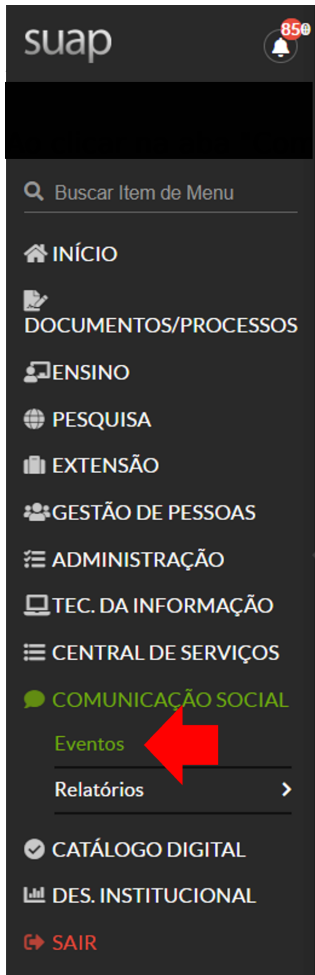 suap
850
Buscar Item de Menu
INÍCIO
DOCUMENTOS/PROCESSOS
ENSINO
PESQUISA
EXTENSÃO
GESTÃO DE PESSOAS
ADMINISTRAÇÃO
TEC. DA INFORMAÇÃO
CENTRAL DE SERVIÇOS
COMUNICAÇÃO SOCIAL
Eventos
Relatórios
CATÁLOGO DIGITAL
DES. INSTITUCIONAL
SAIR